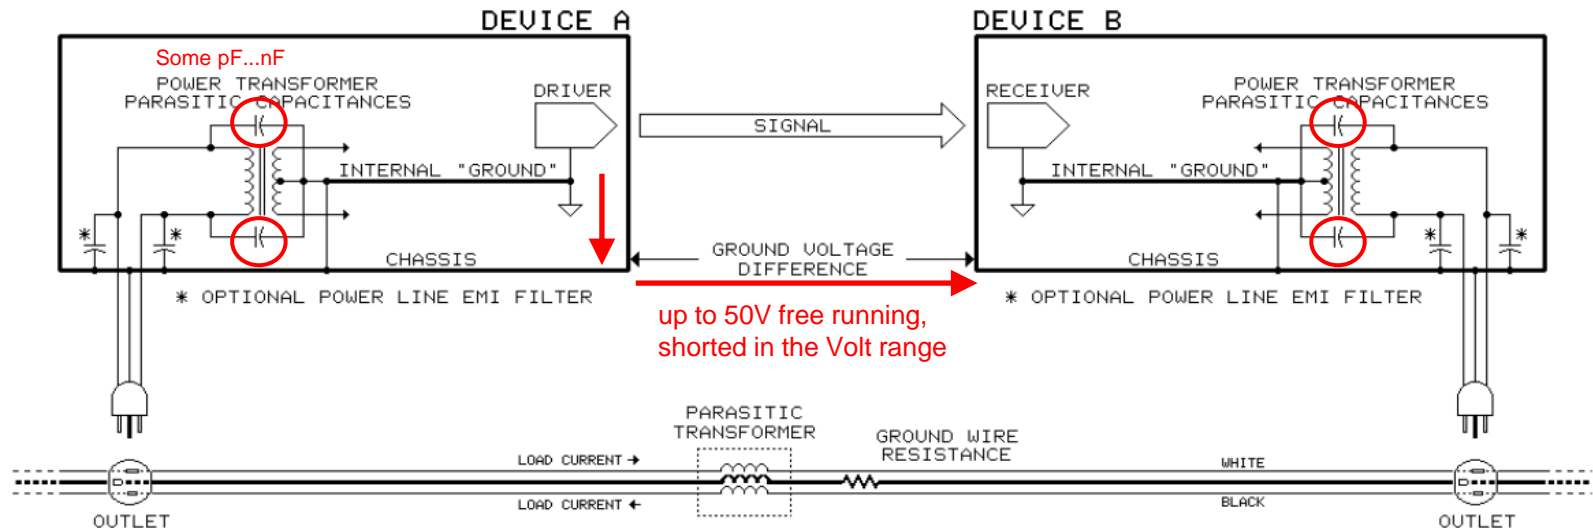 DEVICE A
DEVICE B
Some pF...nF
POWER TRANSFORMER
PARASITIC CAPACITANCES
DRIVER
SIGNAL
RECEIVER
POWER TRANSFORMER
PARASITIC CAPACITANCES
INTERNAL "GROUND"
INTERNAL "GROUND"
*
*
CHASSIS
GROUND VOLTAGE
DIFFERENCE
CHASSIS
*
*
* OPTIONAL POWER LINE EMI FILTER
* OPTIONAL POWER LINE EMI FILTER
up to 50V free running,
shorted in the Volt range
PARASITIC
TRANSFORMER
GROUND WIRE
RESISTANCE
LOAD CURRENT →
WHITE
LOAD CURRENT ←
BLACK
OUTLET
OUTLET